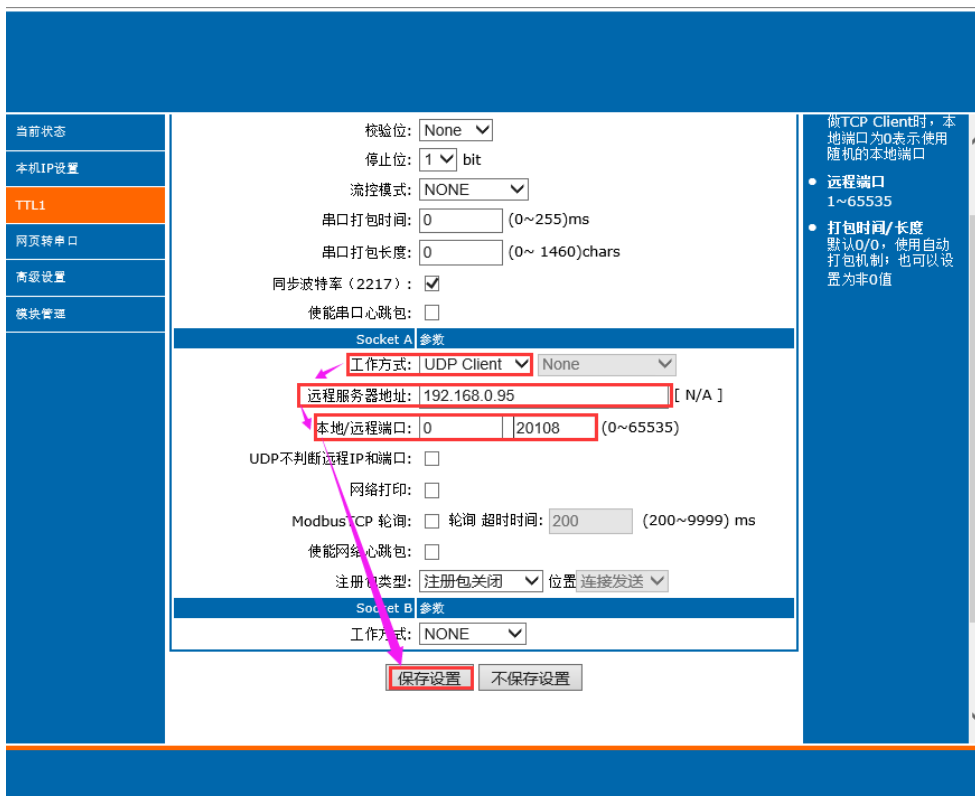 当前状态
本机IP设置
TTL1
网页转串口
高级设置
模块管理
校验位: None
停止位: 1 bit
流控模式: NONE
串口打包时间: 0 (0~255)ms
串口打包长度: 0 (0~ 1460)chars
同步波特率（2217）:
使能串口心跳包:
Socket A 参数
工作方式: UDP Client None
远程服务器地址: 192.168.0.95 [ N/A ]
本地/远程端口: 0 20108 (0~65535)
UDP不判断远程IP和端口:
网络打印:
ModbusTCP 轮询: 轮询 超时时间: 200 (200~9999) ms
使能网络心跳包:
注册包类型: 注册包关闭 位置 连接发送
Socket B 参数
工作方式: NONE
保存设置 不保存设置
做TCP Client时，本
地端口为0表示使用
随机的本地端口
• 远程端口
1~65535
• 打包时间/长度
默认0/0，使用自动
打包机制；也可以设
置为非0值